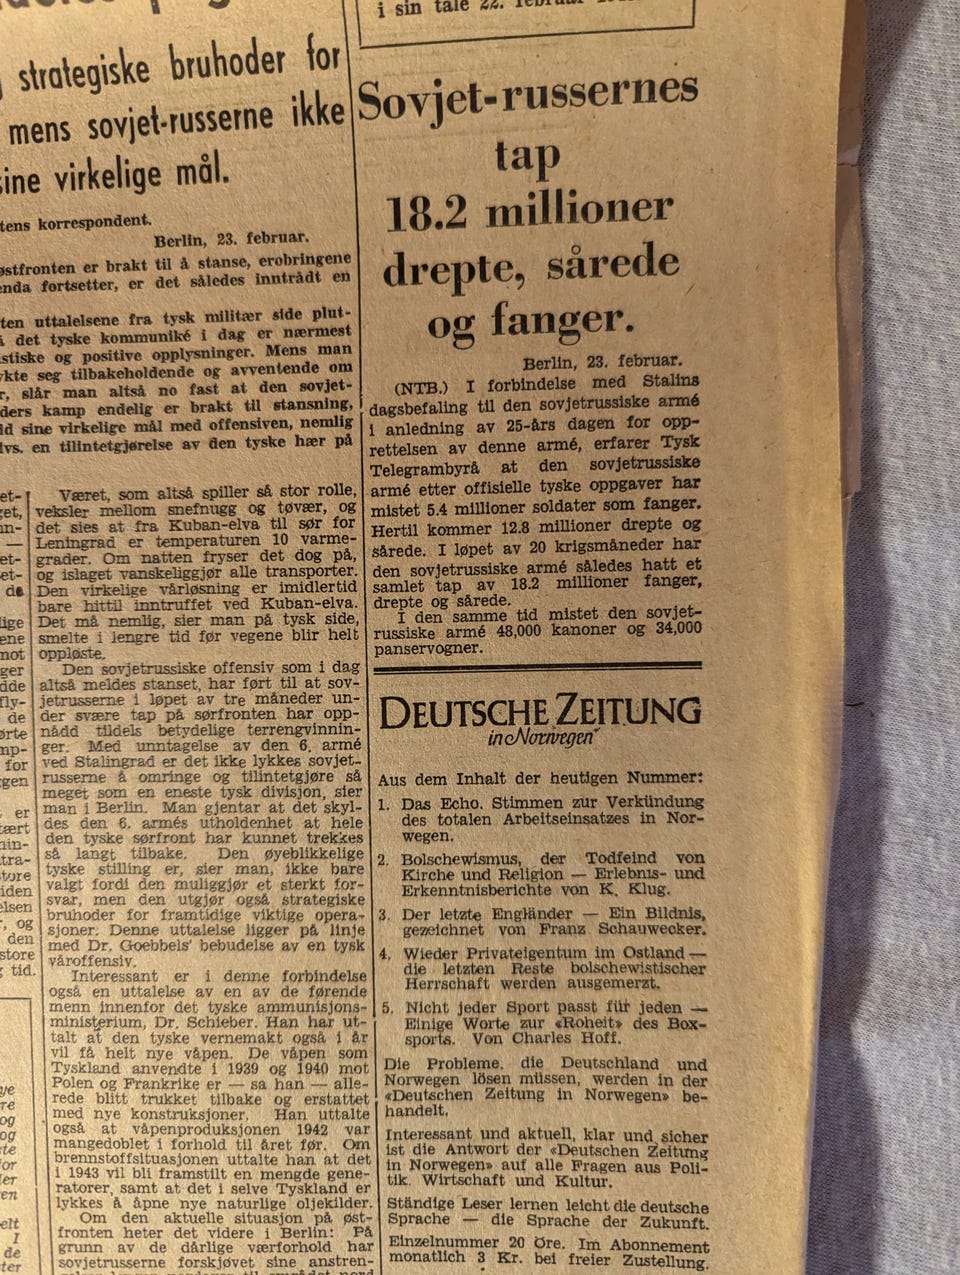 i sin tale 22. februar
strategiske bruhoder for
mens sovjet-russerne ikke
sine virkelige mål.
tens korrespondent.
Berlin, 23. februar.
østfronten er brakt til å stanse, erobringene
enda fortsetter, er det således inntrådt en
ten uttalelsene fra tysk militær side plut-
å det tyske kommuniké i dag er nærmest
istiske og positive opplysninger. Mens man
ykte seg tilbakeholdende og avventende om
r, slår man altså no fast at den sovjet-
ders kamp endelig er brakt til stansning,
ld sine virkelige mål med offensiven, nemlig
dvs. en tilintetgjørelse av den tyske hær på
Været, som altså spiller så stor rolle,
veksler mellom snefnugg og tøvær, og
det sies at fra Kuban-elva til sør for
Leningrad er temperaturen 10 varme-
grader. Om natten fryser det dog på,
og islaget vanskeliggjør alle transporter.
Den virkelige vårløsning er imidlertid
bare hittil inntruffet ved Kuban-elva.
Det må nemlig, sier man på tysk side,
smelte i lengre tid før vegene blir helt
oppløste.
Den sovjetrussiske offensiv som i dag
altså meldes stanset, har ført til at sov-
jetrusserne i løpet av tre måneder un-
der svære tap på sørfronten har opp-
nådd tildels betydelige terrengvinnin-
ger. Med unntagelse av den 6. armé
ved Stalingrad er det ikke lykkes sovjet-
russerne å omringe og tilintetgjøre så
meget som en eneste tysk divisjon, sier
man i Berlin. Man gjentar at det skyl-
des den 6. armés utholdenhet at hele
den tyske sørfront har kunnet trekkes
så langt tilbake. Den øyeblikkelige
tyske stilling er, sier man, ikke bare
valgt fordi den muliggjør et sterkt for-
svar, men den utgjør også strategiske
bruhoder for framtidige viktige opera-
sjoner. Denne uttalelse ligger på linje
med Dr. Goebbels' bebudelse av en tysk
våroffensiv.
Interessant er i denne forbindelse
også en uttalelse av en av de førende
menn innenfor det tyske ammunisjons-
ministerium, Dr. Schieber. Han har ut-
talt at den tyske vernemakt også i år
vil få helt nye våpen. De våpen som
Tyskland anvendte i 1939 og 1940 mot
Polen og Frankrike er — sa han — alle-
rede blitt trukket tilbake og erstattet
med nye konstruksjoner. Han uttalte
også at våpenproduksjonen 1942 var
mangedoblet i forhold til året før. Om
brennstoffsituasjonen uttalte han at det
i 1943 vil bli framstilt en mengde gene-
ratorer, samt at det i selve Tyskland er
lykkes å åpne nye naturlige oljekilder.
Om den aktuelle situasjon på øst-
fronten heter det videre i Berlin: På
grunn av de dårlige værforhold har
sovjetrusserne forskjøvet sine anstren-
Sovjet-russernes
tap
18.2 millioner
drepte, sårede
og fanger.
Berlin, 23. februar.
(NTB.) I forbindelse med Stalins
dagsbefaling til den sovjetrussiske armé
i anledning av 25-års dagen for opp-
rettelsen av denne armé, erfarer Tysk
Telegrambyrå at den sovjetrussiske
armé etter offisielle tyske oppgaver har
mistet 5.4 millioner soldater som fanger.
Hertil kommer 12.8 millioner drepte og
sårede. I løpet av 20 krigsmåneder har
den sovjetrussiske armé således hatt et
samlet tap av 18.2 millioner fanger,
drepte og sårede.
I den samme tid mistet den sovjet-
russiske armé 48,000 kanoner og 34,000
panservogner.
DEUTSCHE ZEITUNG
in Norwegen
Aus dem Inhalt der heutigen Nummer:
1. Das Echo. Stimmen zur Verkündung
des totalen Arbeitseinsatzes in Nor-
wegen.
2. Bolschewismus, der Todfeind von
Kirche und Religion — Erlebnis- und
Erkenntnisberichte von K. Klug.
3. Der letzte Engländer — Ein Bildnis,
gezeichnet von Franz Schauwecker.
4. Wieder Privateigentum im Ostland —
die letzten Reste bolschewistischer
Herrschaft werden ausgemerzt.
5. Nicht jeder Sport passt für jeden —
Einige Worte zur «Roheit» des Box-
sports. Von Charles Hoff.
Die Probleme, die Deutschland und
Norwegen lösen müssen, werden in der
«Deutschen Zeitung in Norwegen» be-
handelt.
Interessant und aktuell, klar und sicher
ist die Antwort der «Deutschen Zeitung
in Norwegen» auf alle Fragen aus Poli-
tik, Wirtschaft und Kultur.
Ständige Leser lernen leicht die deutsche
Sprache — die Sprache der Zukunft.
Einzelnummer 20 Öre. Im Abonnement
monatlich 3 Kr. bei freier Zustellung.